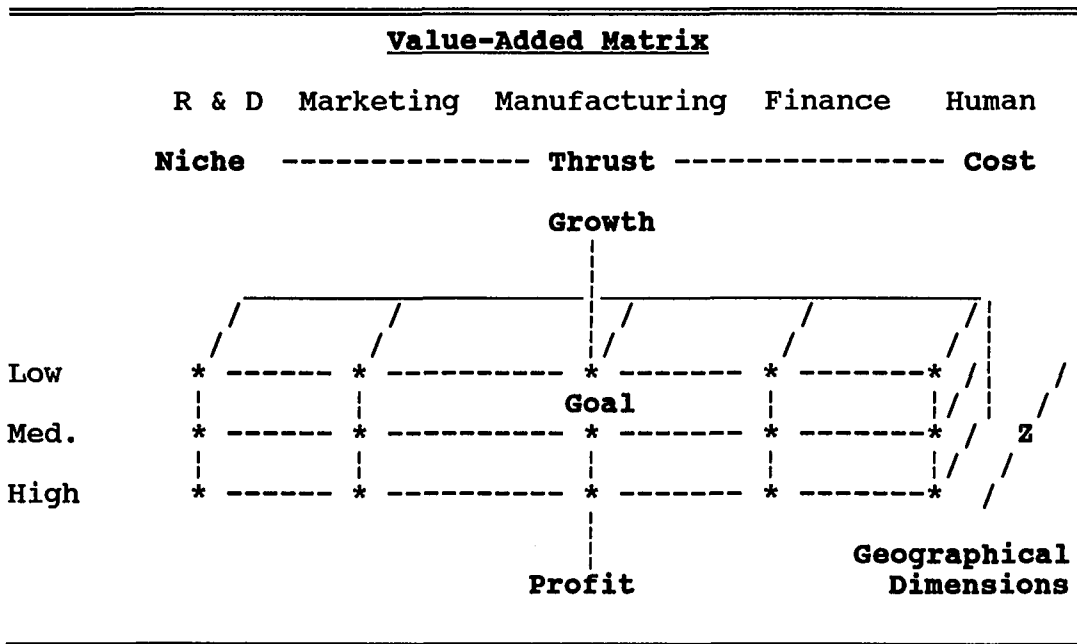 Value-Added Matrix
R & D Marketing Manufacturing Finance Human
Niche -------------- Thrust --------------- Cost
Growth
Low * ------ * ----------- * ------- * ------ *
Goal
Med. * ------ * ----------- * ------- * ------ * Z
High * ------ * ----------- * ------- * ------ *
Geographical
Profit Dimensions